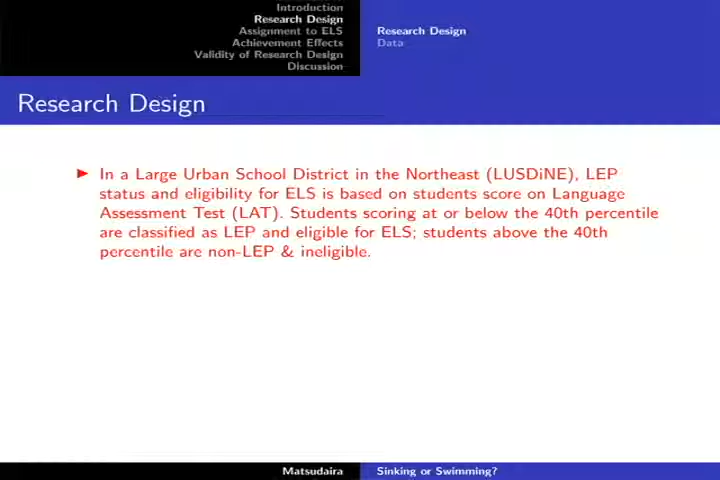 Introduction
Research Design
Assignment to ELS
Achievement Effects
Validity of Research Design
Discussion
Research Design
Data
Research Design
In a Large Urban School District in the Northeast (LUSDiNE), LEP
status and eligibility for ELS is based on students score on Language
Assessment Test (LAT). Students scoring at or below the 40th percentile
are classified as LEP and eligible for ELS; students above the 40th
percentile are non-LEP & ineligible.
Matsudaira
Sinking or Swimming?